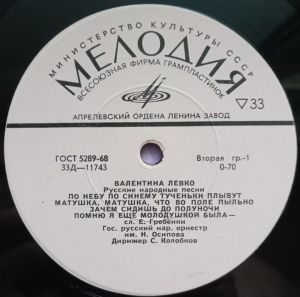 МИНИСТЕРСТВО КУЛЬТУРЫ СССР
МЕЛОДИЯ
ВСЕСОЮЗНАЯ ФИРМА ГРАМПЛАСТИНОК
▽33
АПРЕЛЕВСКИЙ ОРДЕНА ЛЕНИНА ЗАВОД
ГОСТ 5289-68
Вторая гр.-1
33Д—11743
0-70
ВАЛЕНТИНА ЛЕВКО
Русские народные песни
ПО НЕБУ ПО СИНЕМУ ТУЧЕНЬКИ ПЛЫВУТ
МАТУШКА, МАТУШКА, ЧТО ВО ПОЛЕ ПЫЛЬНО
ЗАЧЕМ СИДИШЬ ДО ПОЛУНОЧИ
ПОМНЮ Я ЕЩЕ МОЛОДУШКОЙ БЫЛА—
сл. Е. Гребенки
Гос. русский нар. оркестр
им. Н. Осипова
Дирижер С. Колобков